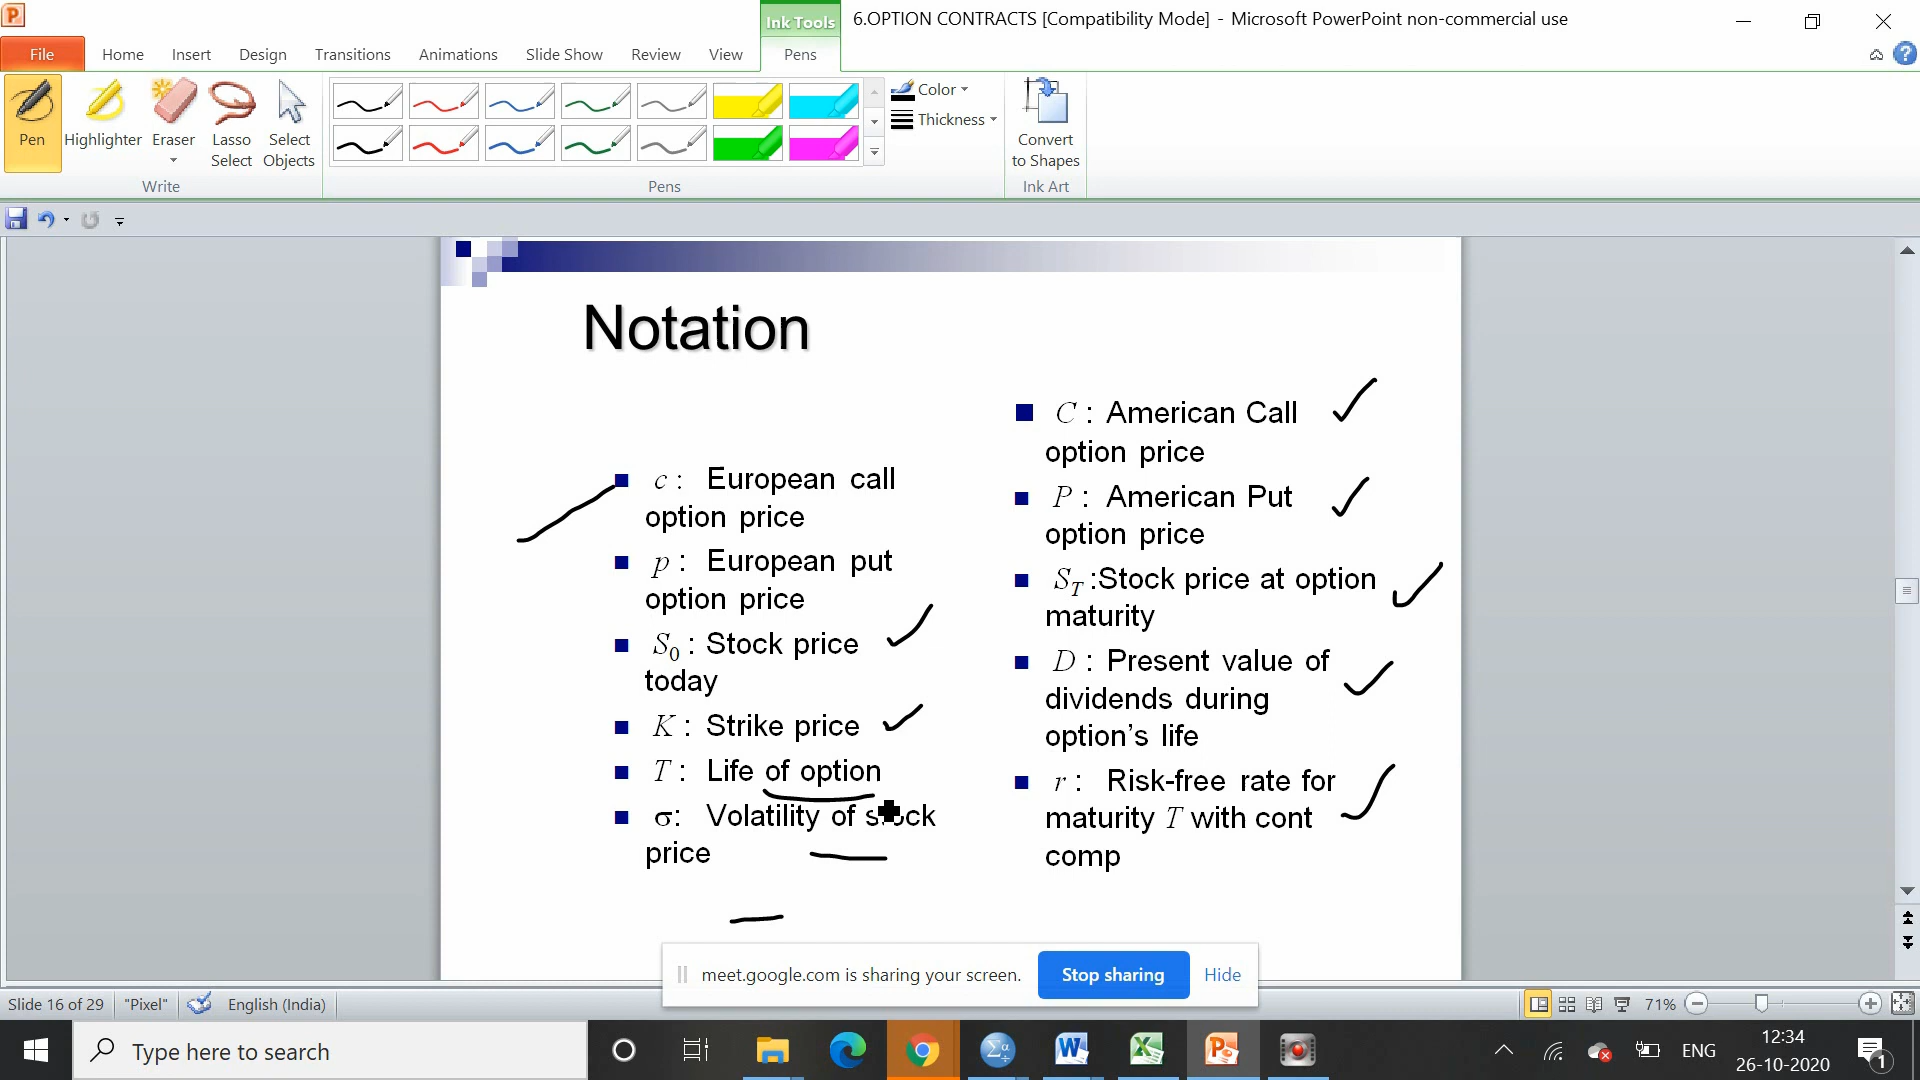 Ink Tools
6.OPTION CONTRACTS [Compatibility Mode] - Microsoft PowerPoint non-commercial use
File Home Insert Design Transitions Animations Slide Show Review View Pens
Pen Highlighter Eraser Lasso Select Select Objects
Color
Thickness
Convert to Shapes
Write Pens Ink Art
Notation
c : European call
option price
p : European put
option price
S0 : Stock price
today
K : Strike price
T : Life of option
σ: Volatility of stock
price
C : American Call
option price
P : American Put
option price
ST :Stock price at option
maturity
D : Present value of
dividends during
option's life
r : Risk-free rate for
maturity T with cont
comp
meet.google.com is sharing your screen. Stop sharing Hide
Slide 16 of 29 "Pixel" English (India) 71%
Type here to search
ENG
12:34
26-10-2020
1